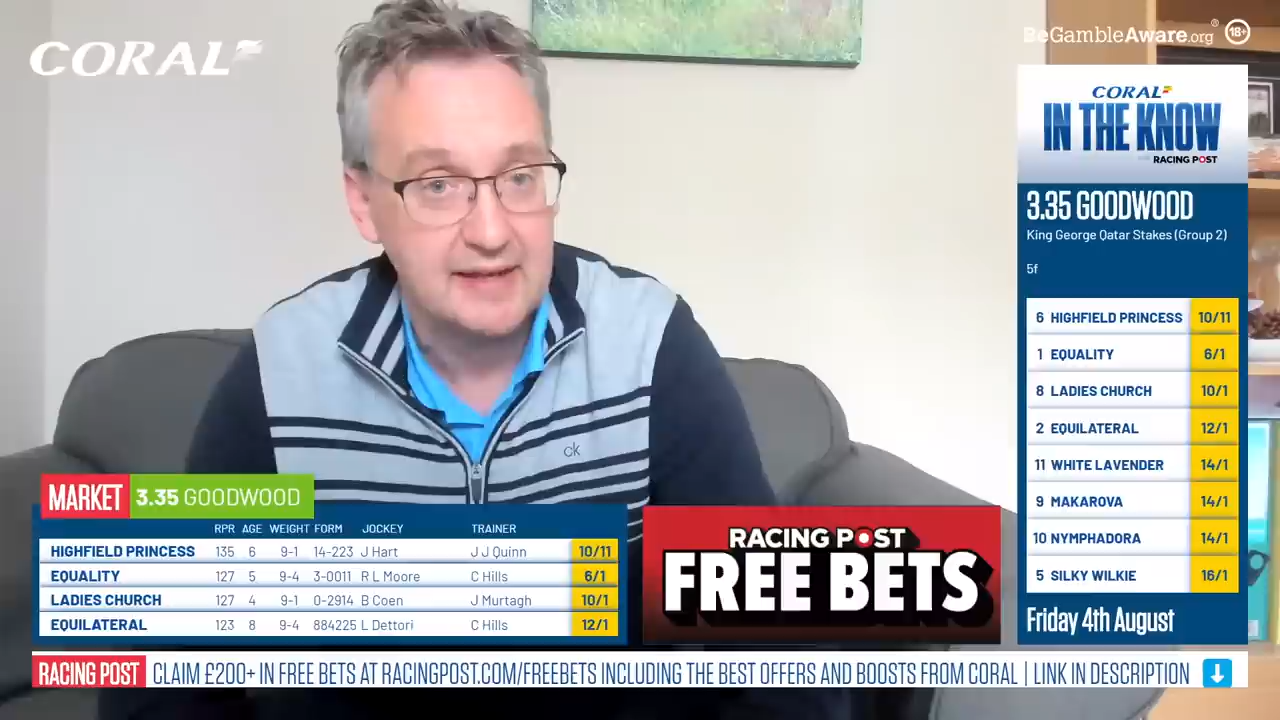 CORAL
BeGambleAware.org® 18+
CORAL
IN THE KNOW
RACING POST
3.35 GOODWOOD
King George Qatar Stakes (Group 2)
5f
6 HIGHFIELD PRINCESS 10/11
1 EQUALITY 6/1
8 LADIES CHURCH 10/1
2 EQUILATERAL 12/1
11 WHITE LAVENDER 14/1
9 MAKAROVA 14/1
10 NYMPHADORA 14/1
5 SILKY WILKIE 16/1
Friday 4th August
ck
MARKET 3.35 GOODWOOD
RPR AGE WEIGHT FORM JOCKEY TRAINER
HIGHFIELD PRINCESS 135 6 9-1 14-223 J Hart J J Quinn 10/11
EQUALITY 127 5 9-4 3-0011 R L Moore C Hills 6/1
LADIES CHURCH 127 4 9-1 0-2914 B Coen J Murtagh 10/1
EQUILATERAL 123 8 9-4 884225 L Dettori C Hills 12/1
RACING POST
FREE BETS
RACING POST CLAIM £200+ IN FREE BETS AT RACINGPOST.COM/FREEBETS INCLUDING THE BEST OFFERS AND BOOSTS FROM CORAL | LINK IN DESCRIPTION